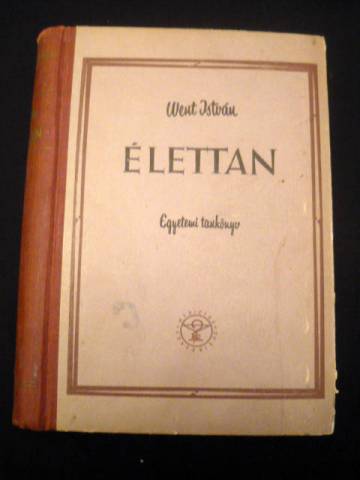 Went István
ÉLETTAN
Egyetemi tankönyv